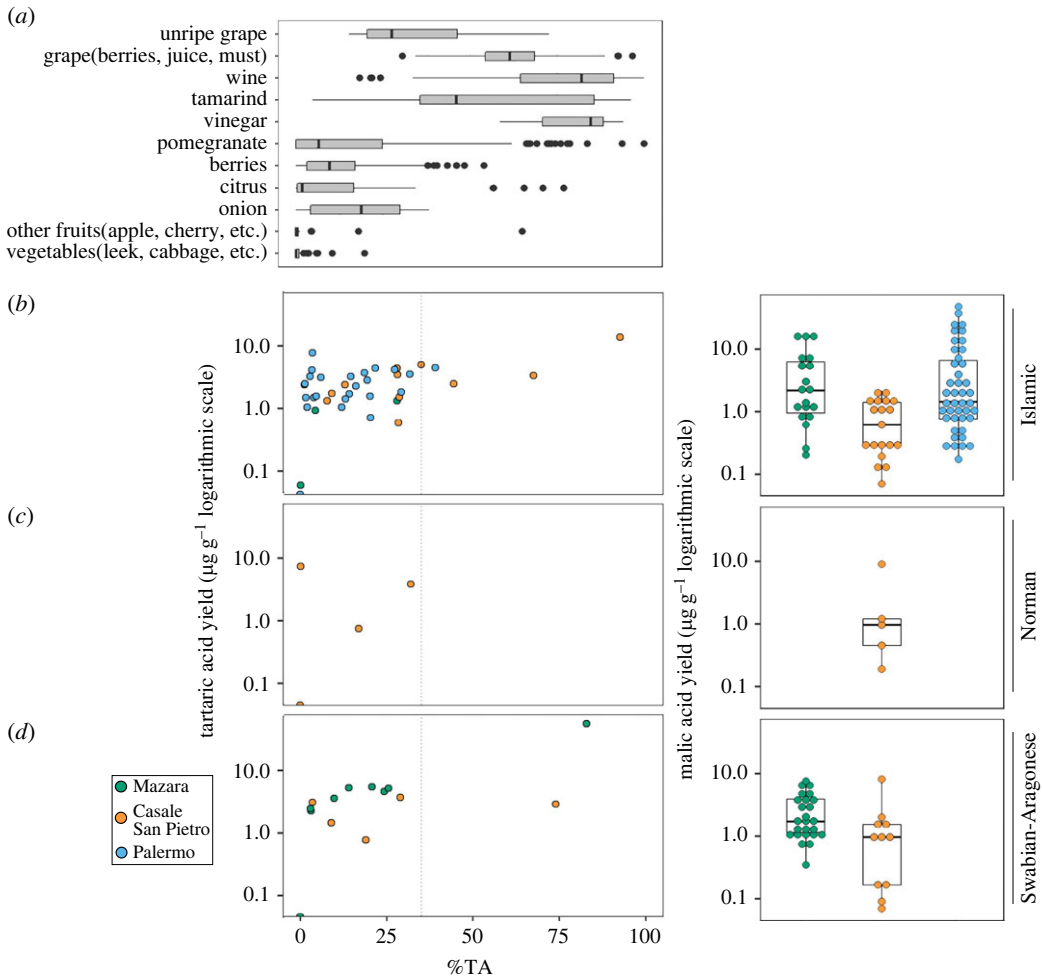 (a)
unripe grape
grape(berries, juice, must)
wine
tamarind
vinegar
pomegranate
berries
citrus
onion
other fruits(apple, cherry, etc.)
vegetables(leek, cabbage, etc.)
(b)
10.0
1.0
0.1
10.0
1.0
0.1
Islamic
(c)
tartaric acid yield (µg g⁻¹ logarithmic scale)
10.0
1.0
0.1
malic acid yield (µg g⁻¹ logarithmic scale)
10.0
1.0
0.1
Norman
(d)
Mazara
Casale
San Pietro
Palermo
10.0
1.0
0.1
10.0
1.0
0.1
Swabian-Aragonese
0
25
50
75
100
%TA